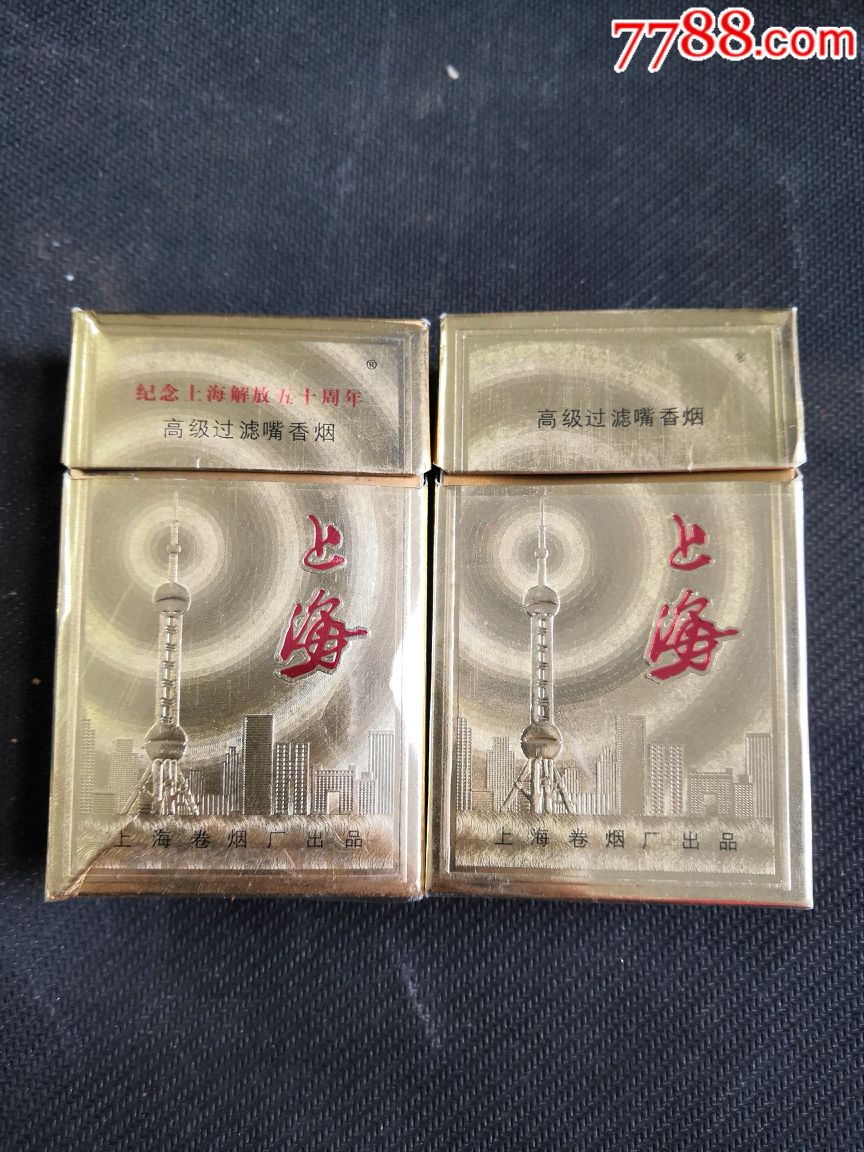 7788.com
®
纪念上海解放五十周年
高级过滤嘴香烟
上海
上海卷烟厂出品
®
高级过滤嘴香烟
上海
上海卷烟厂出品